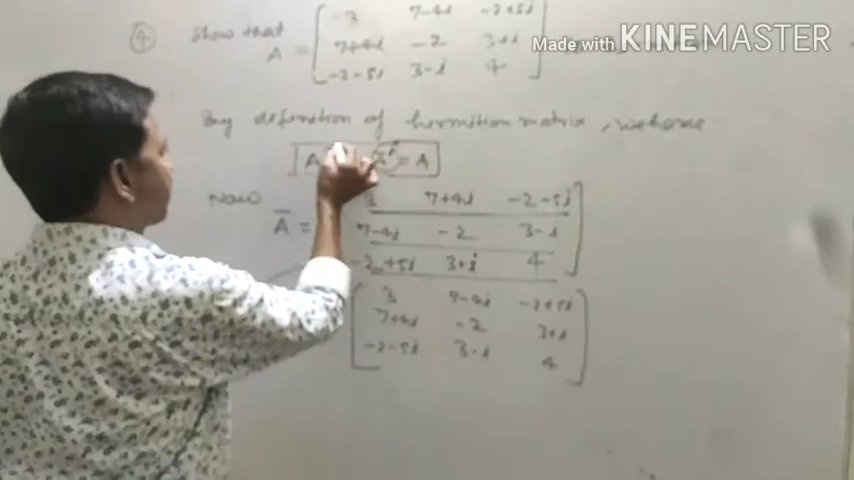 ④ Show that A = [ 3 7-4i -2+5i
7+4i -2 3+i
-2-5i 3-i 4 ]
Made with KINEMASTER
By definition of hermition matrix, we have
A = A
Now Ā = [ 3 7+4i -2-5i
7-4i -2 3-i
-2+5i 3+i 4 ]
[ 3 7-4i -2+5i
7+4i -2 3+i
-2-5i 3-i 4 ]